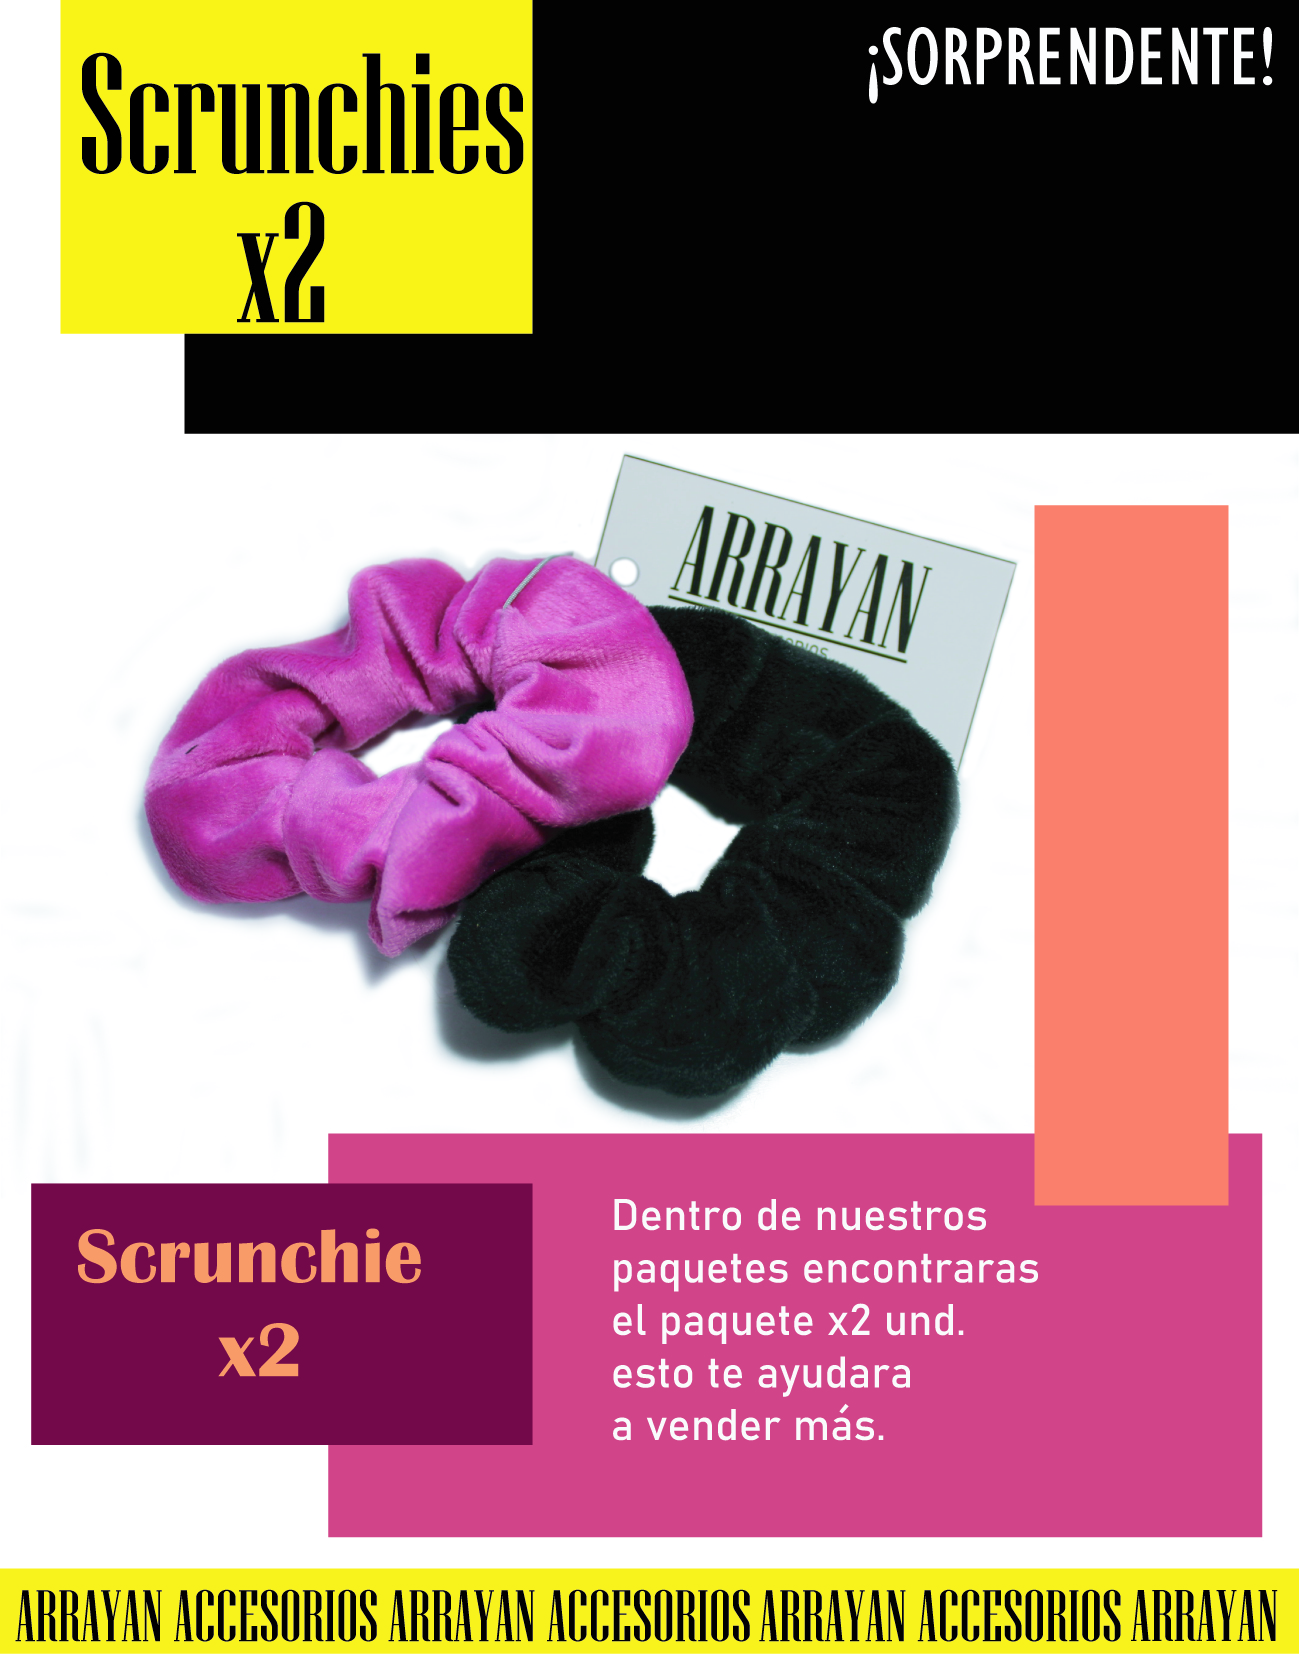 Scrunchies
x2
¡SORPRENDENTE!
ARRAYAN
Scrunchie
x2
Dentro de nuestros
paquetes encontraras
el paquete x2 und.
esto te ayudara
a vender más.
ARRAYAN ACCESORIOS ARRAYAN ACCESORIOS ARRAYAN ACCESORIOS ARRAYAN